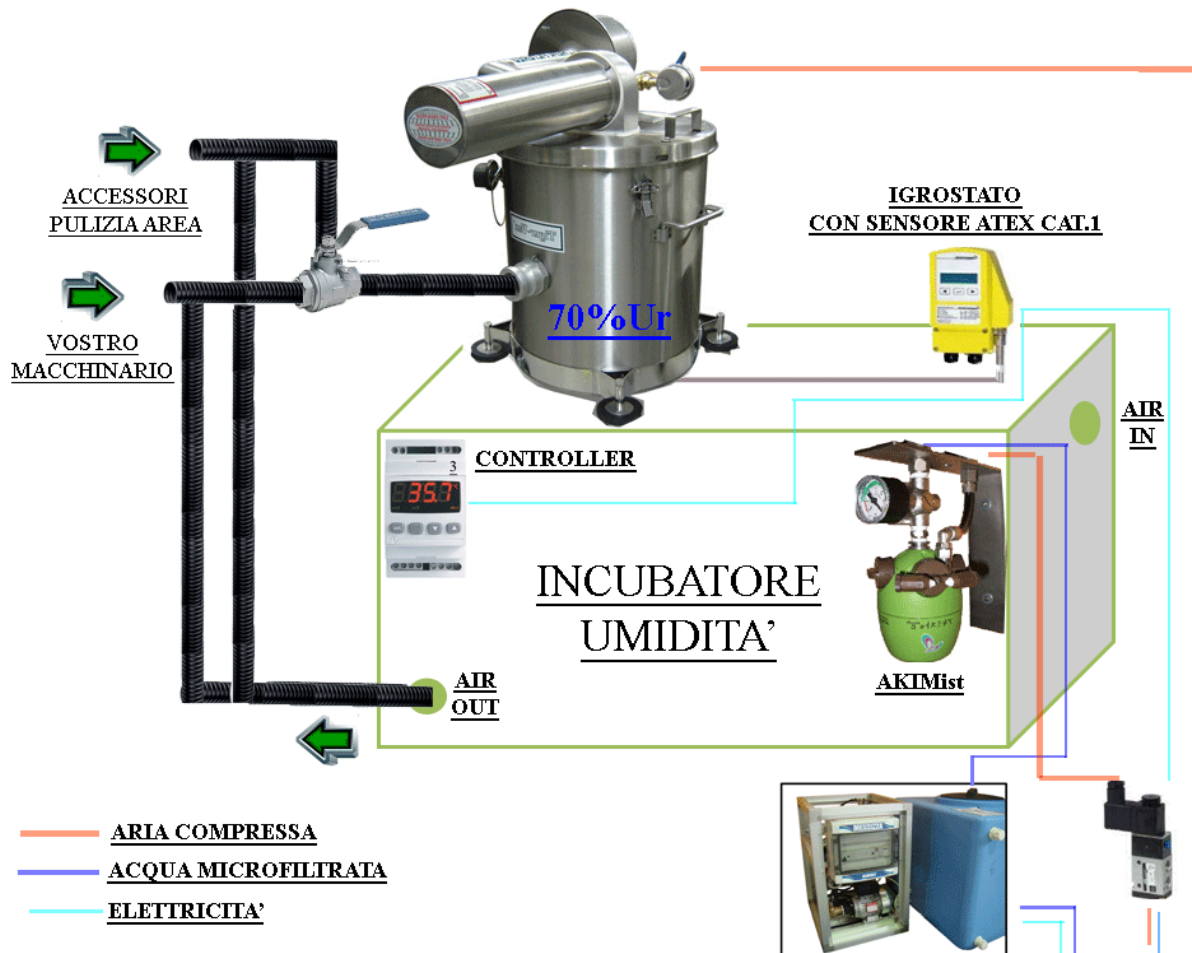 ACCESSORI
PULIZIA AREA
IGROSTATO
CON SENSORE ATEX CAT.1
VOSTRO
MACCHINARIO
70%Ur
AIR
IN
CONTROLLER
3
35.7
INCUBATORE
UMIDITA’
AKIMist
AIR
OUT
ARIA COMPRESSA
ACQUA MICROFILTRATA
ELETTRICITA’